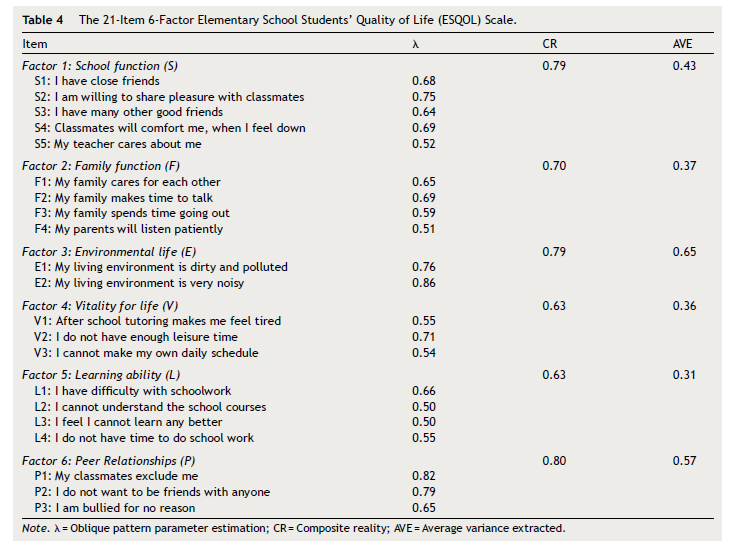 Table 4 The 21-Item 6-Factor Elementary School Students' Quality of Life (ESQOL) Scale.
Item λ CR AVE
Factor 1: School function (S) 0.79 0.43
S1: I have close friends 0.68
S2: I am willing to share pleasure with classmates 0.75
S3: I have many other good friends 0.64
S4: Classmates will comfort me, when I feel down 0.69
S5: My teacher cares about me 0.52
Factor 2: Family function (F) 0.70 0.37
F1: My family cares for each other 0.65
F2: My family makes time to talk 0.69
F3: My family spends time going out 0.59
F4: My parents will listen patiently 0.51
Factor 3: Environmental life (E) 0.79 0.65
E1: My living environment is dirty and polluted 0.76
E2: My living environment is very noisy 0.86
Factor 4: Vitality for life (V) 0.63 0.36
V1: After school tutoring makes me feel tired 0.55
V2: I do not have enough leisure time 0.71
V3: I cannot make my own daily schedule 0.54
Factor 5: Learning ability (L) 0.63 0.31
L1: I have difficulty with schoolwork 0.66
L2: I cannot understand the school courses 0.50
L3: I feel I cannot learn any better 0.50
L4: I do not have time to do school work 0.55
Factor 6: Peer Relationships (P) 0.80 0.57
P1: My classmates exclude me 0.82
P2: I do not want to be friends with anyone 0.79
P3: I am bullied for no reason 0.65
Note. λ = Oblique pattern parameter estimation; CR = Composite reality; AVE = Average variance extracted.